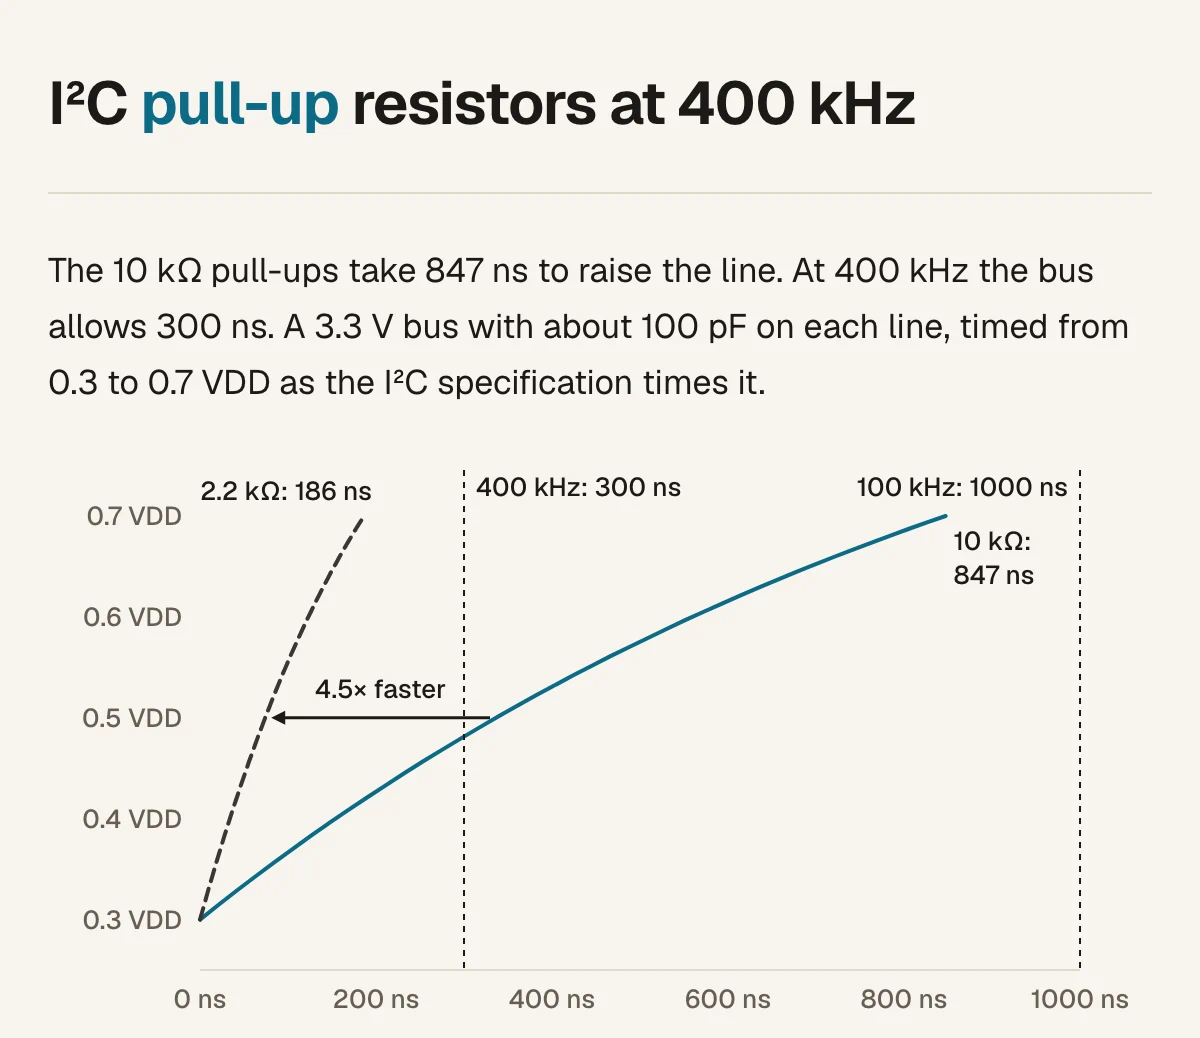 I²C pull-up resistors at 400 kHz
The 10 kΩ pull-ups take 847 ns to raise the line. At 400 kHz the bus
allows 300 ns. A 3.3 V bus with about 100 pF on each line, timed from
0.3 to 0.7 VDD as the I²C specification times it.
2.2 kΩ: 186 ns
400 kHz: 300 ns
100 kHz: 1000 ns
0.7 VDD
10 kΩ:
847 ns
0.6 VDD
4.5× faster
0.5 VDD
0.4 VDD
0.3 VDD
0 ns
200 ns
400 ns
600 ns
800 ns
1000 ns